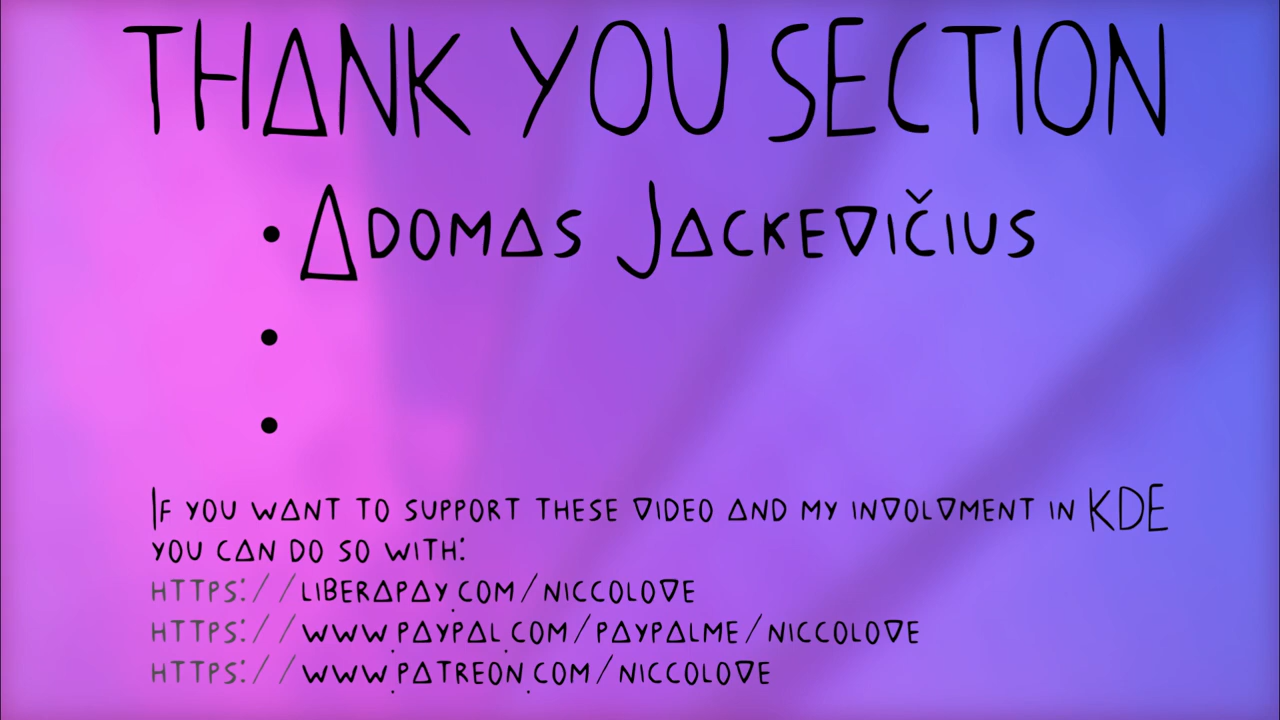 THANK YOU SECTION
• Adomas Jackevičius
•
•
If you want to support these video and my involvment in KDE
you can do so with:
https://liberapay.com/niccolove
https://www.paypal.com/paypalme/niccolove
https://www.patreon.com/niccolove